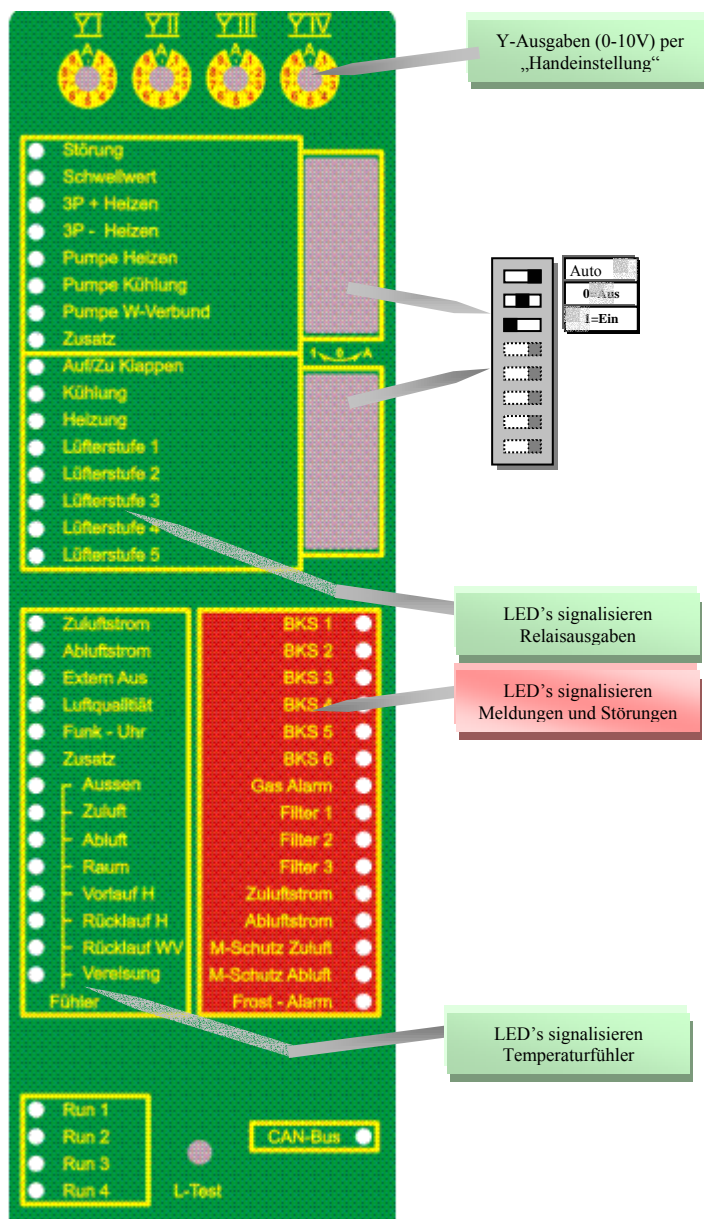 Y I Y II Y III Y IV
A A A A
Y-Ausgaben (0-10V) per
„Handeinstellung“
Störung
Schwellwert
3P + Heizen
3P - Heizen
Pumpe Heizen
Pumpe Kühlung
Pumpe W-Verbund
Zusatz
1 0 A
Auto
0=Aus
1=Ein
Auf/Zu Klappen
Kühlung
Heizung
Lüfterstufe 1
Lüfterstufe 2
Lüfterstufe 3
Lüfterstufe 4
Lüfterstufe 5
LED's signalisieren
Relaisausgaben
Zuluftstrom
Abluftstrom
Extern Aus
Luftqualität
Funk - Uhr
Zusatz
Aussen
Zuluft
Abluft
Raum
Vorlauf H
Rücklauf H
Rücklauf WV
Vereisung
Fühler
BKS 1
BKS 2
BKS 3
BKS 4
BKS 5
BKS 6
Gas Alarm
Filter 1
Filter 2
Filter 3
Zuluftstrom
Abluftstrom
M-Schutz Zuluft
M-Schutz Abluft
Frost - Alarm
LED's signalisieren
Meldungen und Störungen
LED's signalisieren
Temperaturfühler
Run 1
Run 2
Run 3
Run 4
L-Test
CAN-Bus